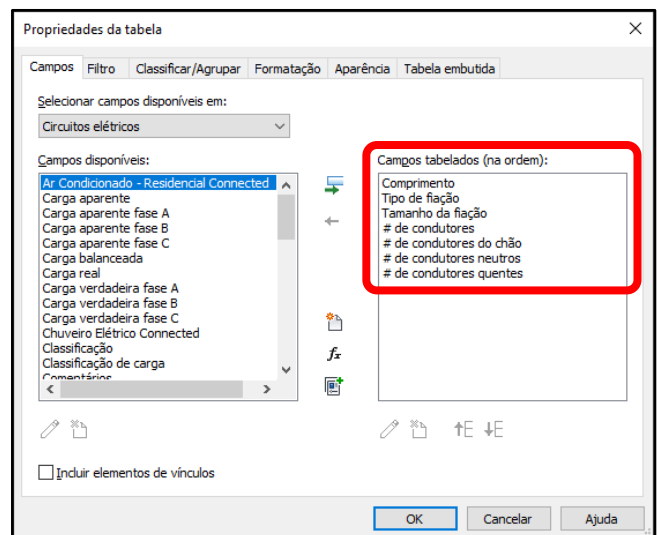 Propriedades da tabela
Campos Filtro Classificar/Agrupar Formatação Aparência Tabela embutida
Selecionar campos disponíveis em:
Circuitos elétricos
Campos disponíveis:
Ar Condicionado - Residencial Connected
Carga aparente
Carga aparente fase A
Carga aparente fase B
Carga aparente fase C
Carga balanceada
Carga real
Carga verdadeira fase A
Carga verdadeira fase B
Carga verdadeira fase C
Chuveiro Elétrico Connected
Classificação
Classificação de carga
Comentários
fx
Campos tabelados (na ordem):
Comprimento
Tipo de fiação
Tamanho da fiação
# de condutores
# de condutores do chão
# de condutores neutros
# de condutores quentes
Incluir elementos de vínculos
OK Cancelar Ajuda